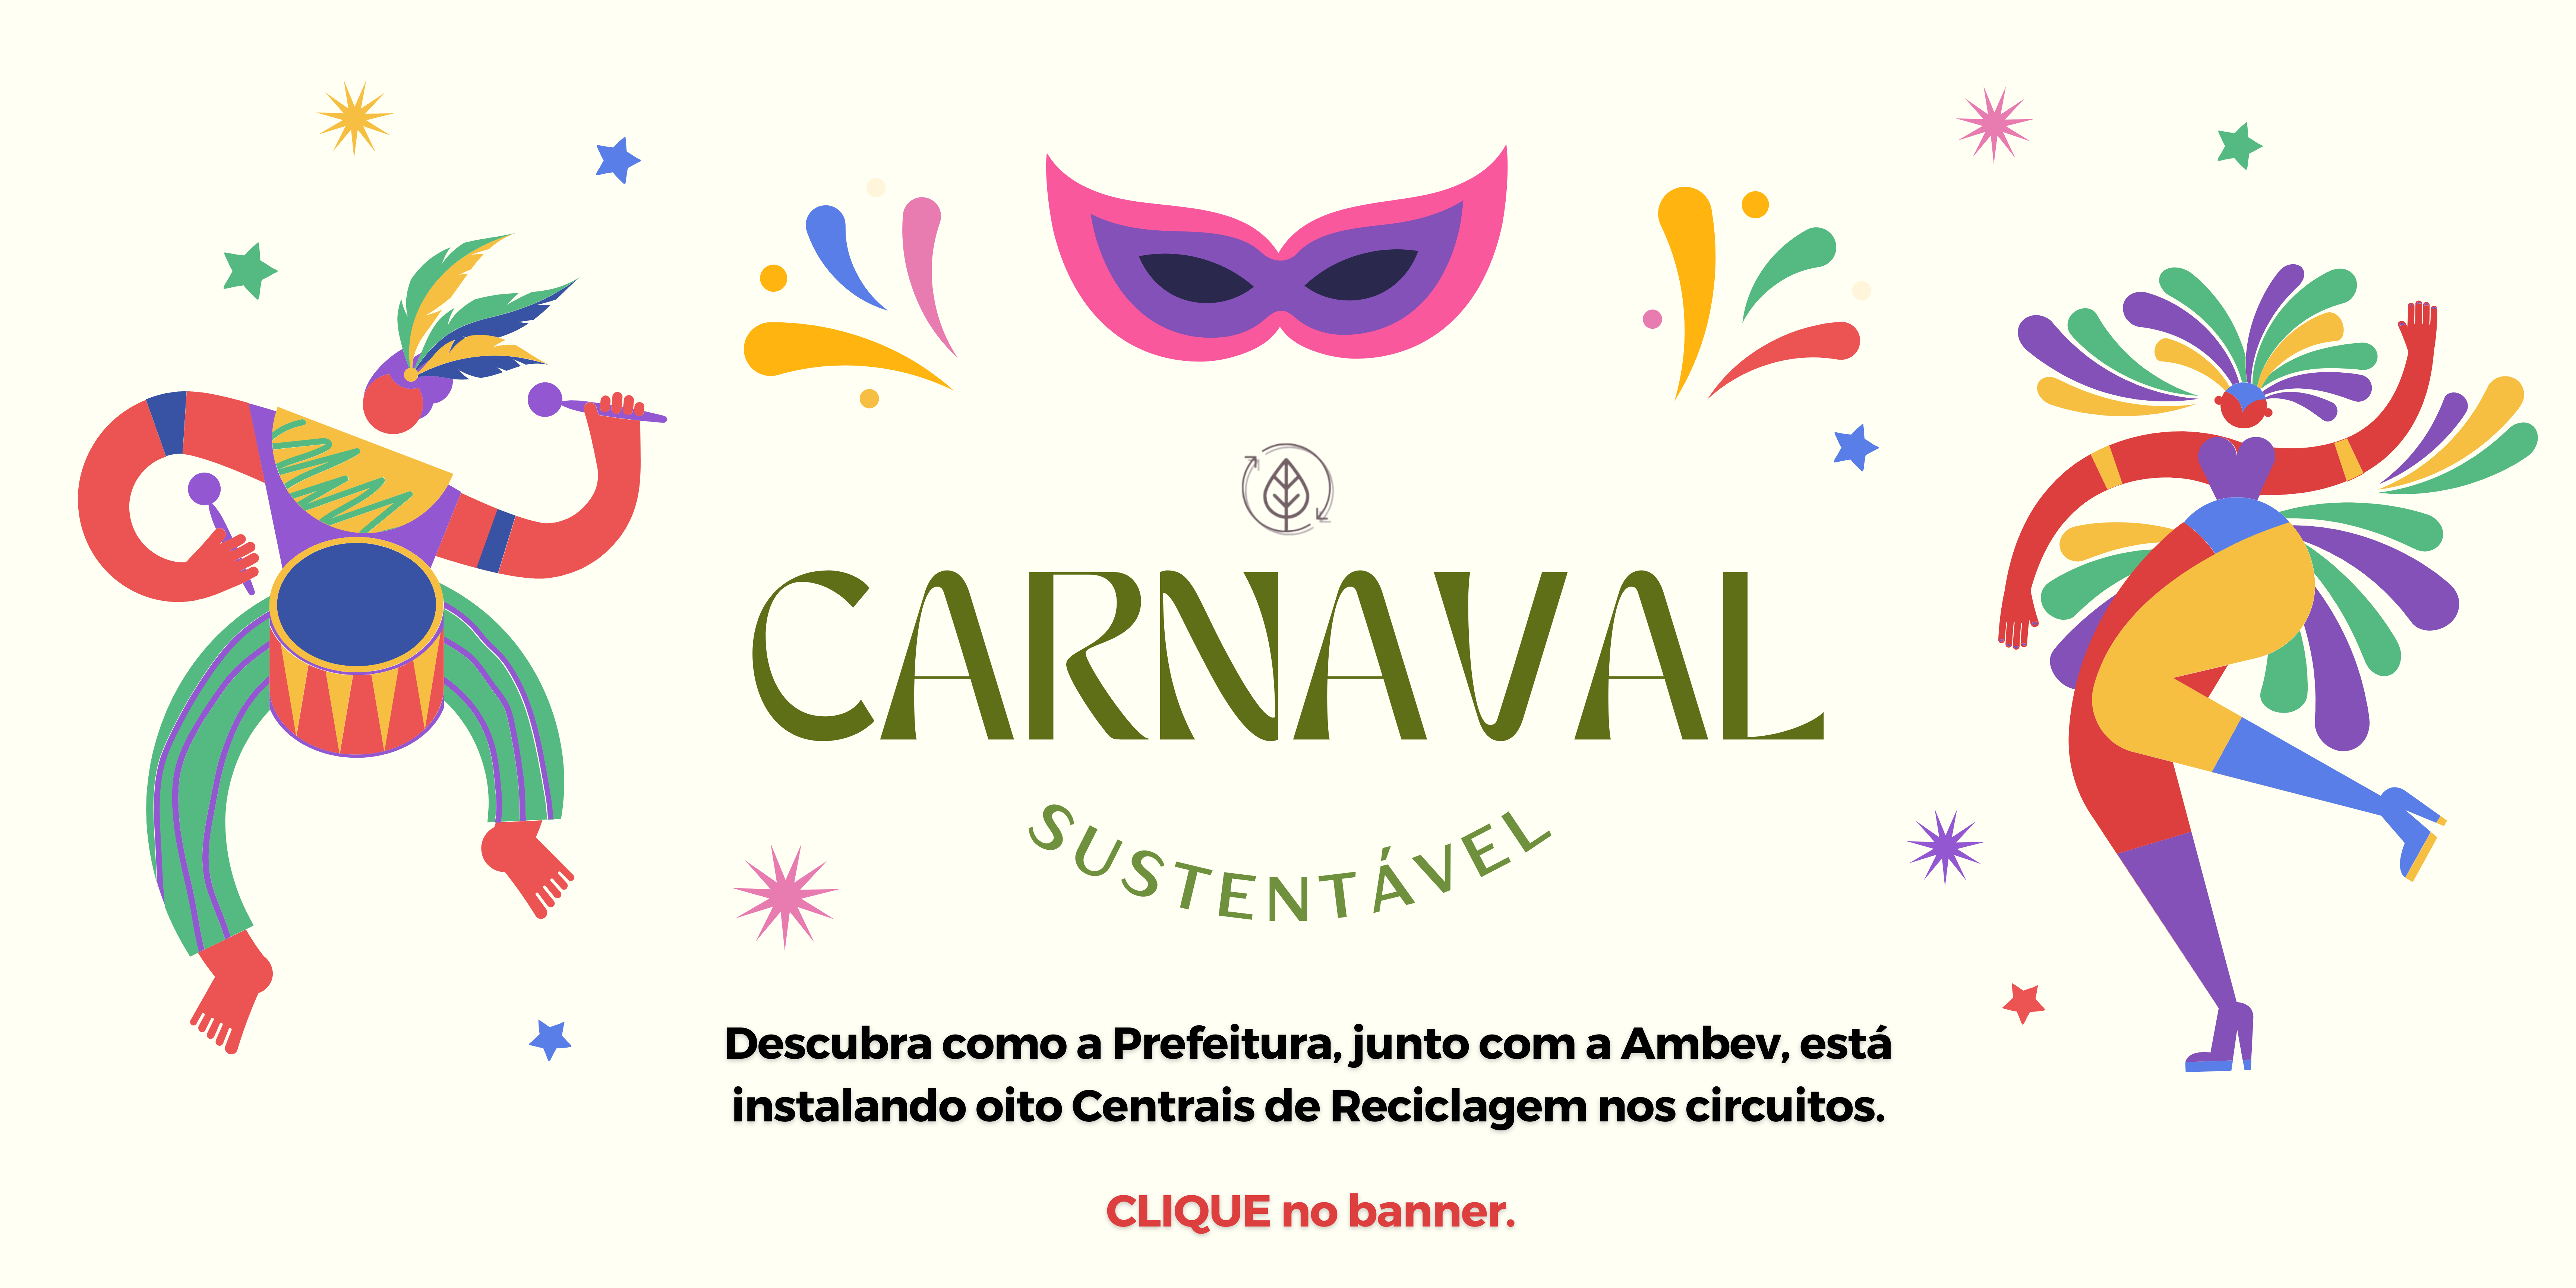 CARNAVAL
SUSTENTÁVEL
Descubra como a Prefeitura, junto com a Ambev, está
instalando oito Centrais de Reciclagem nos circuitos.
CLIQUE no banner.